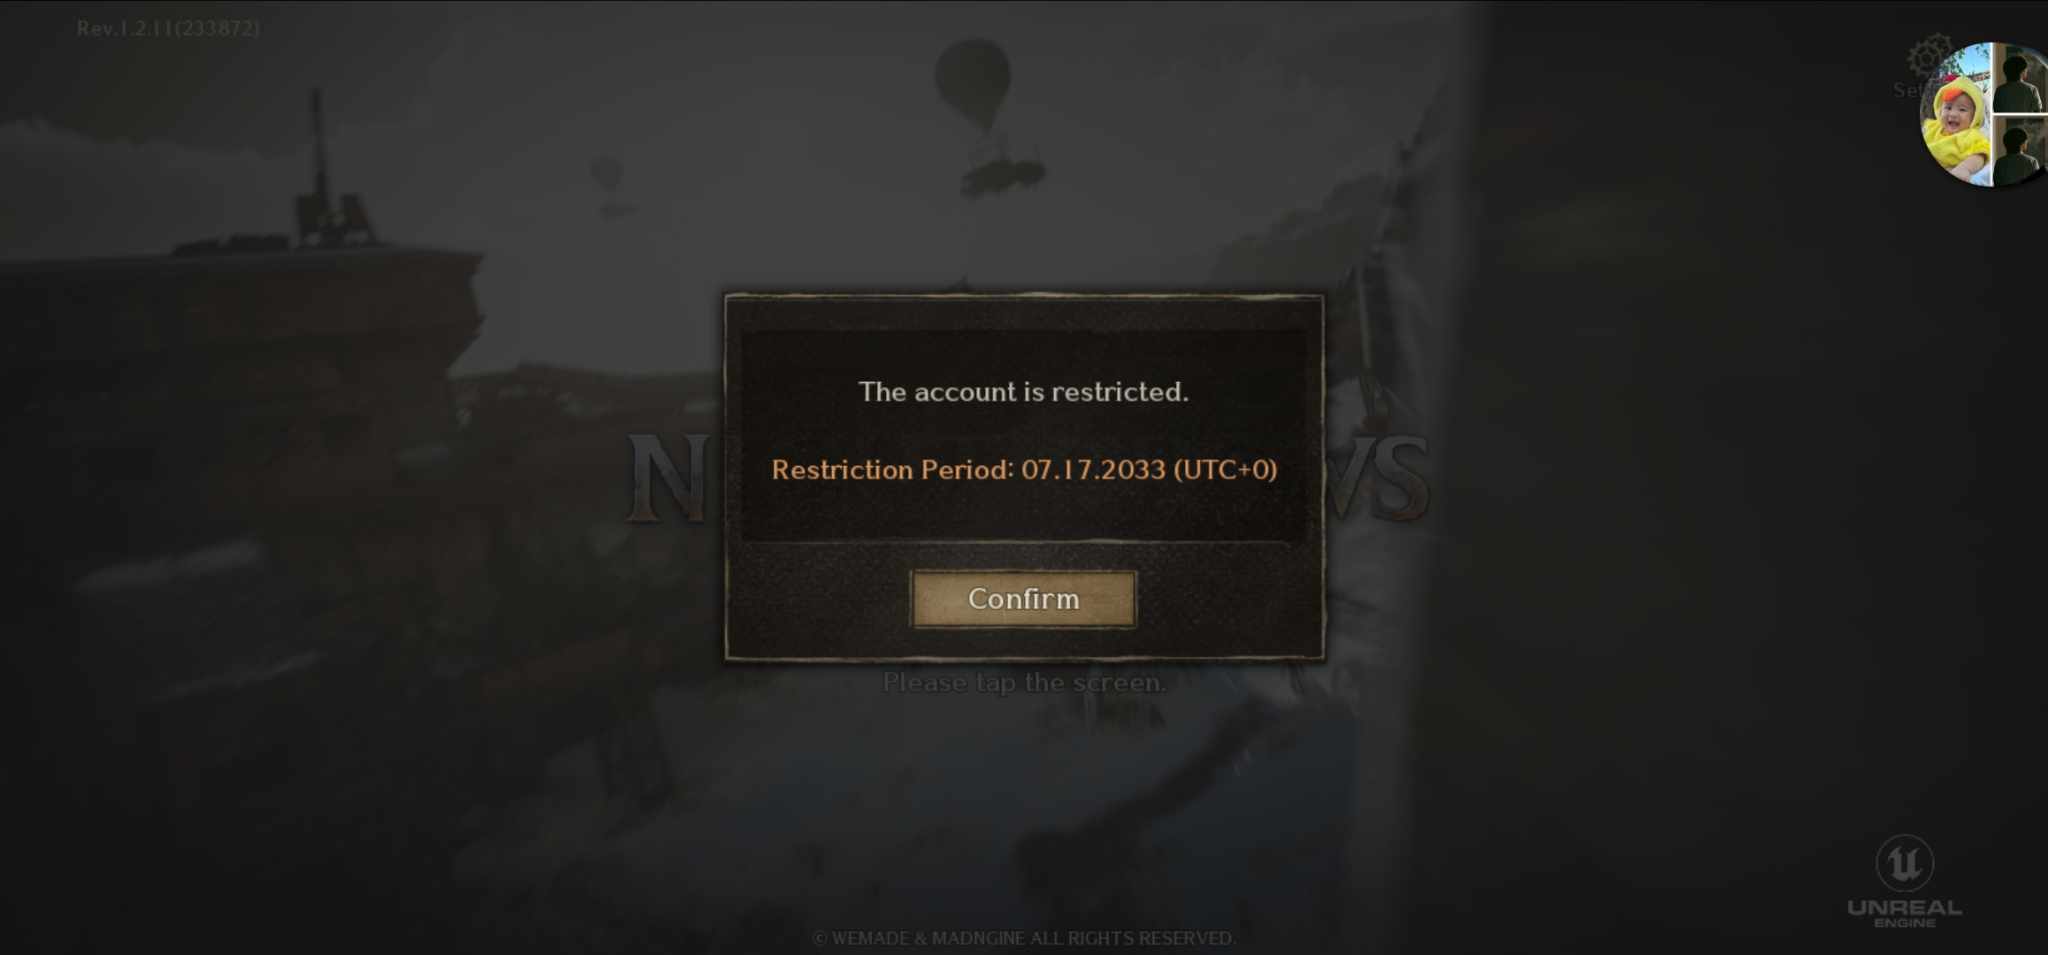 Rev.1.2.11(233872)
The account is restricted.
Restriction Period: 07.17.2033 (UTC+0)
Confirm
Please tap the screen.
UNREAL
ENGINE
© WEMADE & MADNGINE ALL RIGHTS RESERVED.